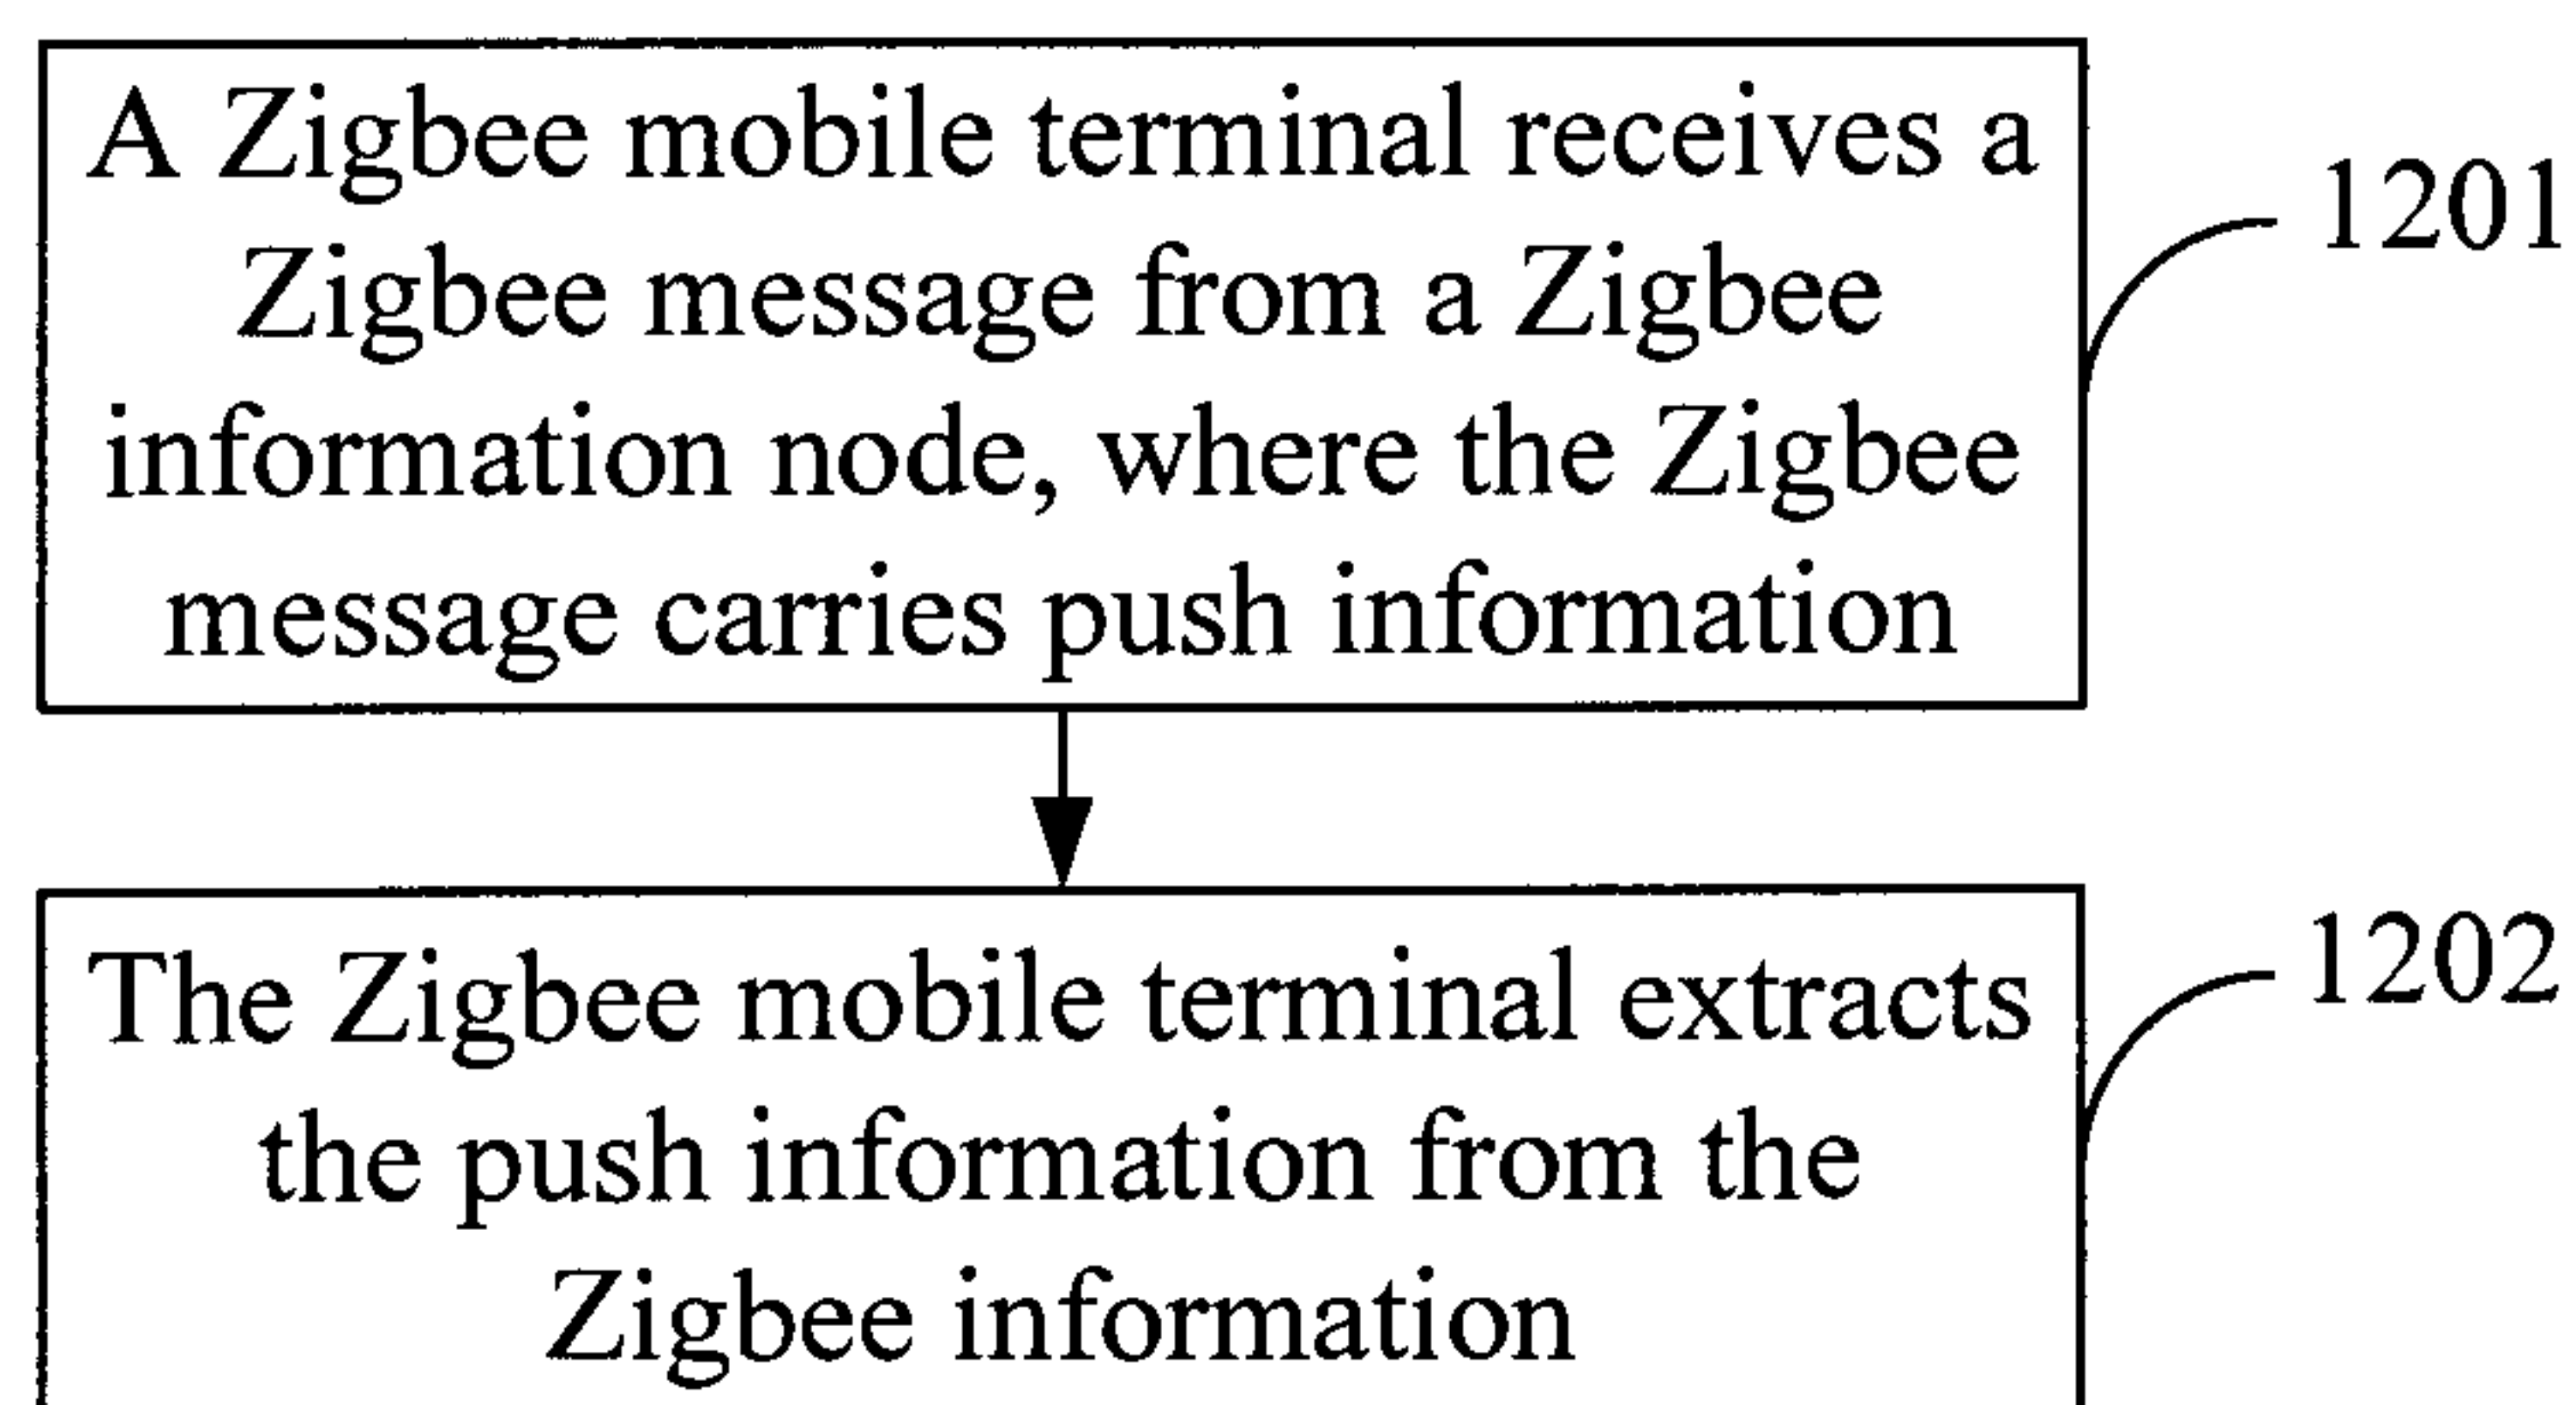 A Zigbee mobile terminal receives a
Zigbee message from a Zigbee
information node, where the Zigbee
message carries push information
1201
The Zigbee mobile terminal extracts
the push information from the
Zigbee information
1202